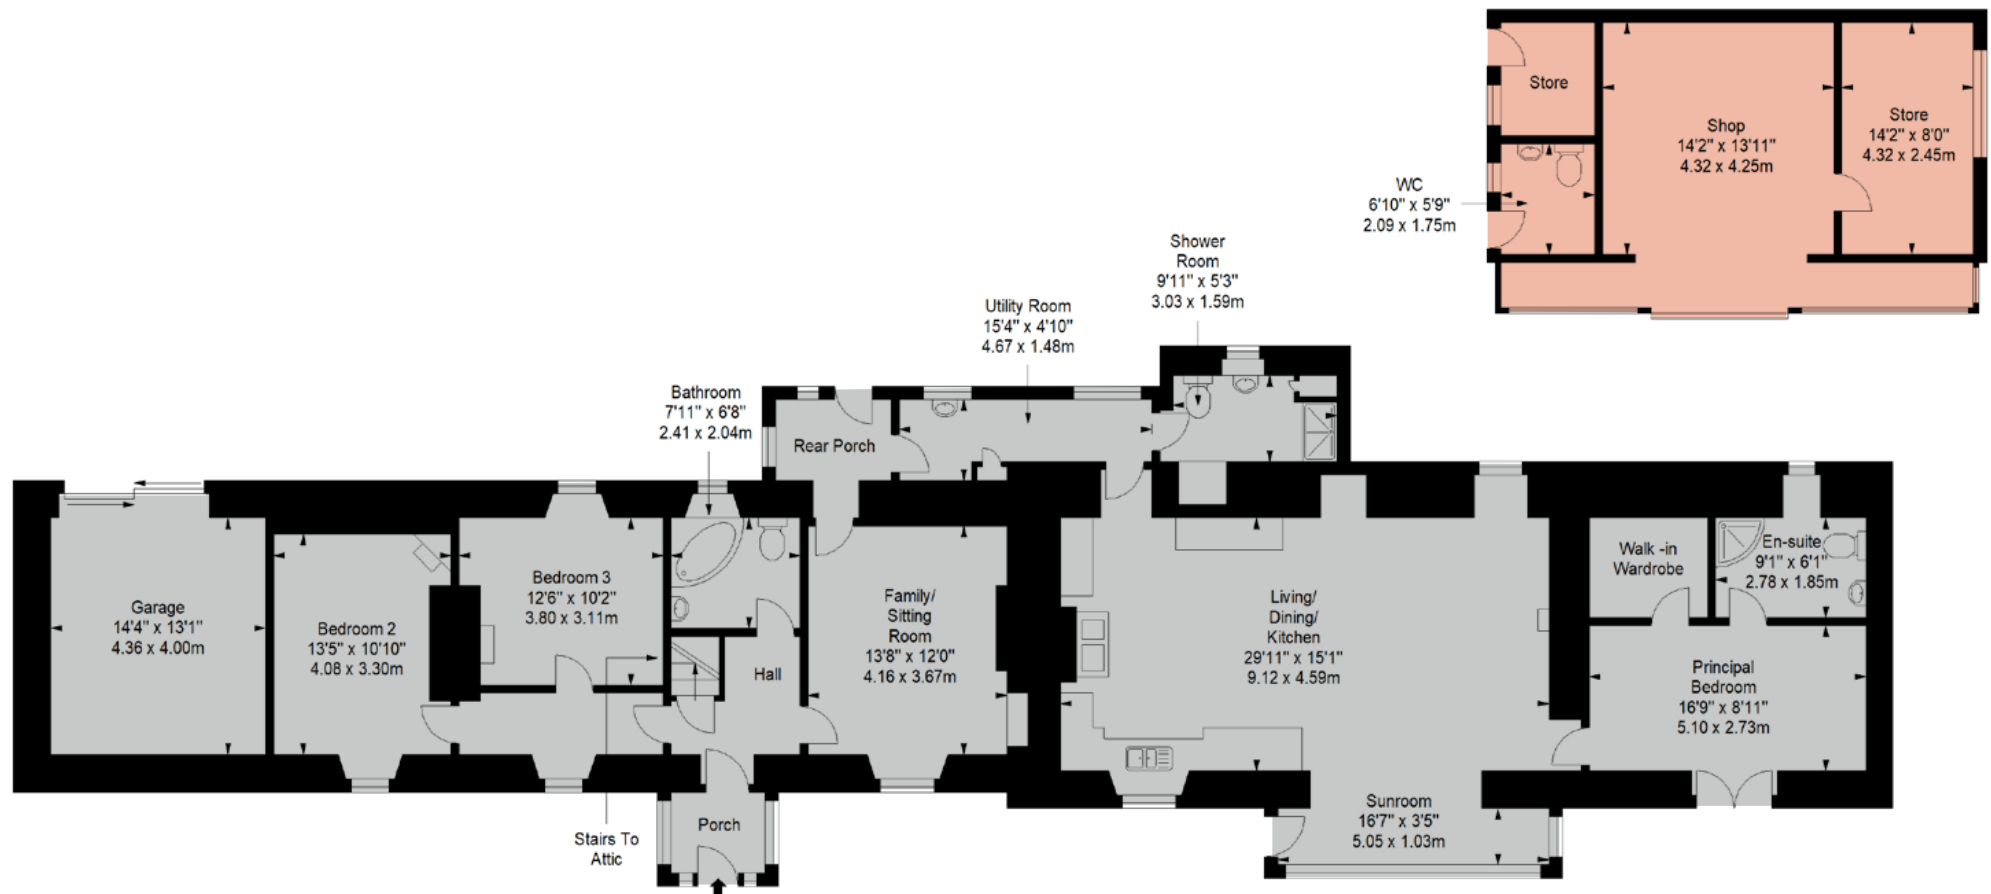 Store
Shop
14'2" x 13'11"
4.32 x 4.25m
Store
14'2" x 8'0"
4.32 x 2.45m
WC
6'10" x 5'9"
2.09 x 1.75m
Shower
Room
9'11" x 5'3"
3.03 x 1.59m
Utility Room
15'4" x 4'10"
4.67 x 1.48m
Bathroom
7'11" x 6'8"
2.41 x 2.04m
Rear Porch
Garage
14'4" x 13'1"
4.36 x 4.00m
Bedroom 2
13'5" x 10'10"
4.08 x 3.30m
Bedroom 3
12'6" x 10'2"
3.80 x 3.11m
Hall
Family/
Sitting
Room
13'8" x 12'0"
4.16 x 3.67m
Living/
Dining/
Kitchen
29'11" x 15'1"
9.12 x 4.59m
Walk -in
Wardrobe
En-suite
9'1" x 6'1"
2.78 x 1.85m
Principal
Bedroom
16'9" x 8'11"
5.10 x 2.73m
Stairs To
Attic
Porch
Sunroom
16'7" x 3'5"
5.05 x 1.03m